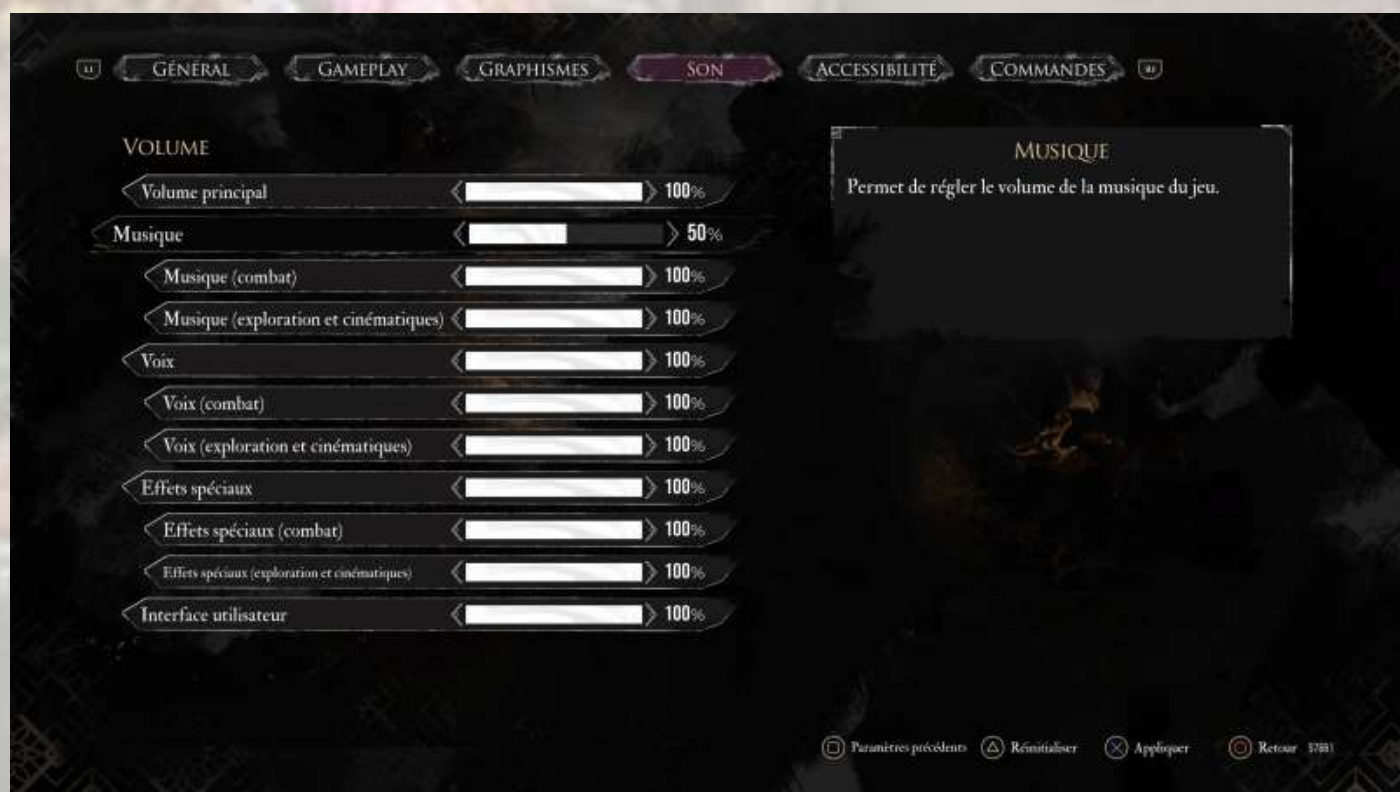 L1 GÉNÉRAL GAMEPLAY GRAPHISMES SON ACCESSIBILITÉ COMMANDES R1
VOLUME
Volume principal 100%
Musique 50%
Musique (combat) 100%
Musique (exploration et cinématiques) 100%
Voix 100%
Voix (combat) 100%
Voix (exploration et cinématiques) 100%
Effets spéciaux 100%
Effets spéciaux (combat) 100%
Effets spéciaux (exploration et cinématiques) 100%
Interface utilisateur 100%
MUSIQUE
Permet de régler le volume de la musique du jeu.
Paramètres précédents Réinitialiser Appliquer Retour 57661